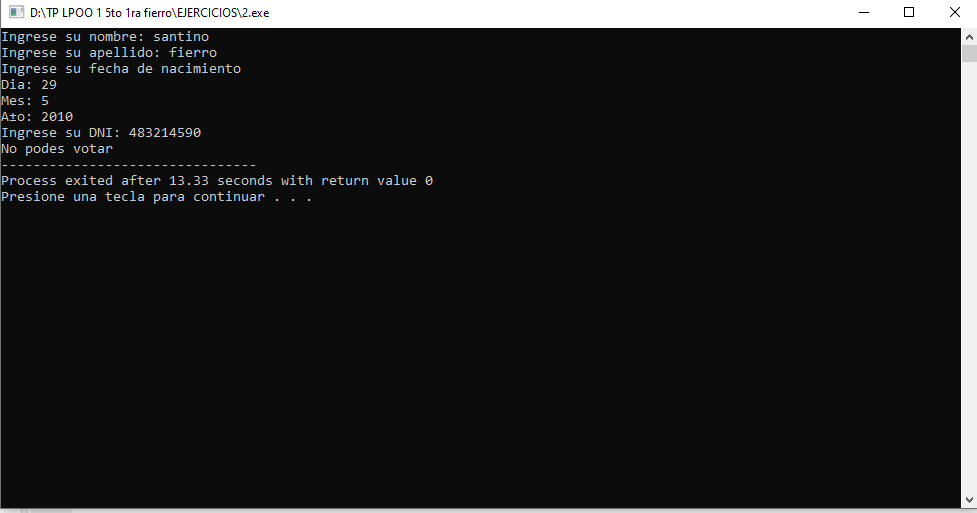 D:\TP LPOO 1 5to 1ra fierro\EJERCICIOS\2.exe
Ingrese su nombre: santino
Ingrese su apellido: fierro
Ingrese su fecha de nacimiento
Dia: 29
Mes: 5
A±o: 2010
Ingrese su DNI: 483214590
No podes votar
--------------------------------
Process exited after 13.33 seconds with return value 0
Presione una tecla para continuar . . .